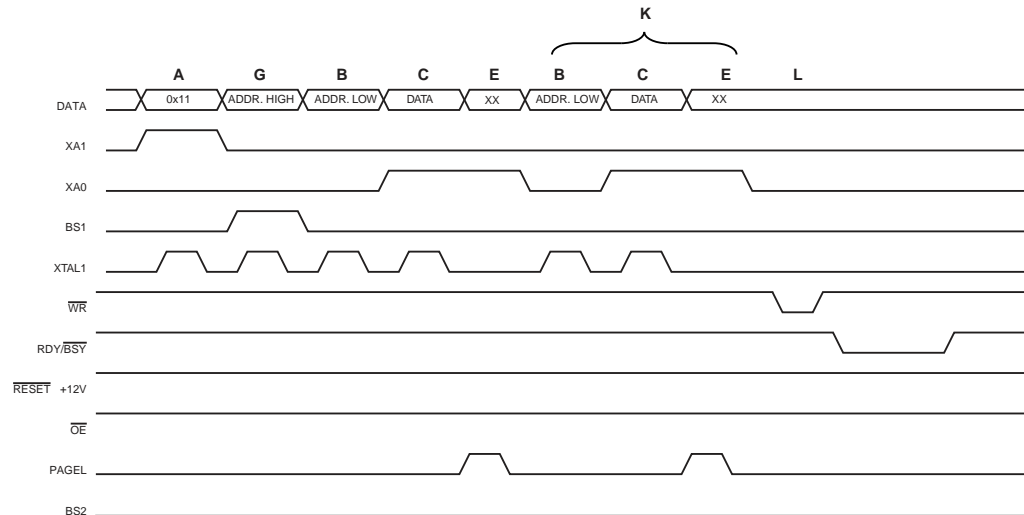 K
A G B C E B C E L
DATA 0x11 ADDR. HIGH ADDR. LOW DATA XX ADDR. LOW DATA XX
XA1
XA0
BS1
XTAL1
WR
RDY/BSY
RESET +12V
OE
PAGEL
BS2